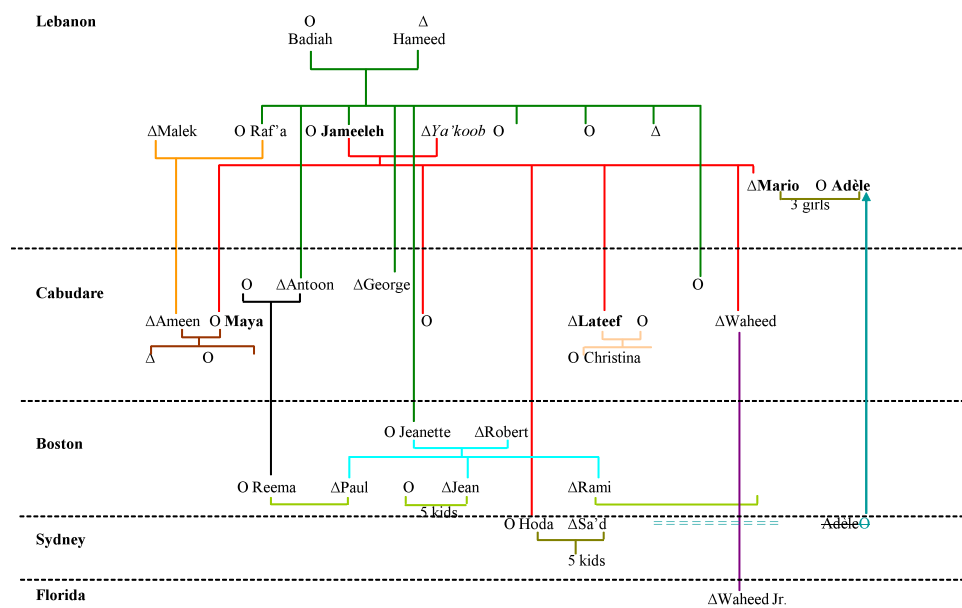 Lebanon O Δ
Badiah Hameed
ΔMalek O Raf’a O Jameeleh ΔYa’koob O O Δ
ΔMario O Adèle
3 girls
Cabudare O ΔAntoon ΔGeorge O
ΔAmeen O Maya O ΔLateef O ΔWaheed
Δ O O Christina
Boston O Jeanette ΔRobert
O Reema ΔPaul O ΔJean ΔRami
5 kids
Sydney O Hoda ΔSa’d AdeleO
5 kids
Florida ΔWaheed Jr.